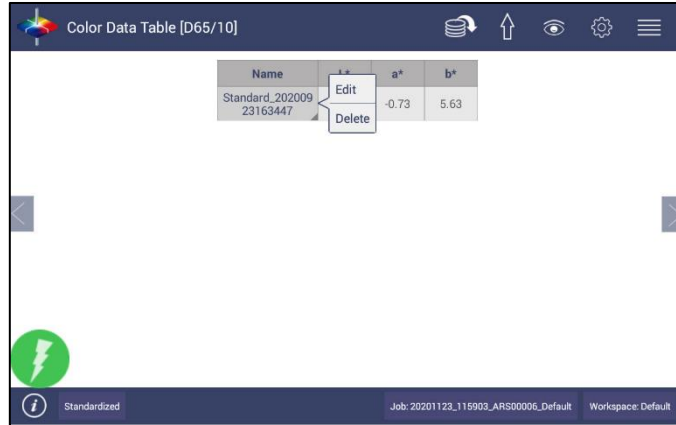 Color Data Table [D65/10]
Name a* b*
Standard_202009 -0.73 5.63
23163447
Edit
Delete
Standardized Job: 20201123_115903_ARS00006_Default Workspace: Default